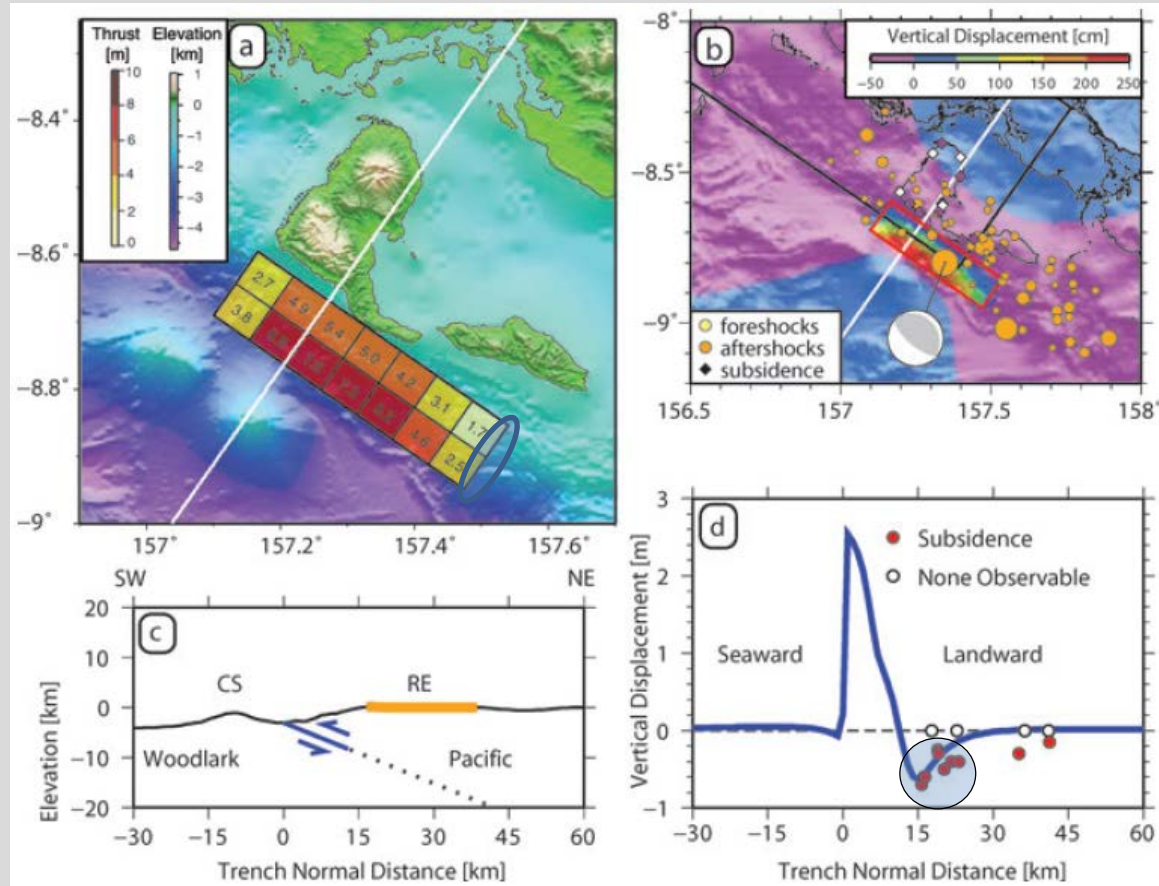 Thrust [m]
Elevation [km]
10
8
6
4
2
0
1
0
−1
−2
−3
−4
a
2.7
4.9
5.4
5.0
4.2
3.1
1.7
3.8
4.6
2.5
−8.4°
−8.6°
−8.8°
−9°
157°
157.2°
157.4°
157.6°
b
Vertical Displacement [cm]
−50 0 50 100 150 200 250
foreshocks
aftershocks
subsidence
−8°
−8.5°
−9°
156.5°
157°
157.5°
158°
SW
NE
c
CS
RE
Woodlark
Pacific
Elevation [km]
20
10
0
−10
−20
−30 −15 0 15 30 45 60
Trench Normal Distance [km]
d
Subsidence
None Observable
Seaward
Landward
Vertical Displacement [m]
3
2
1
0
−1
−30 −15 0 15 30 45 60
Trench Normal Distance [km]